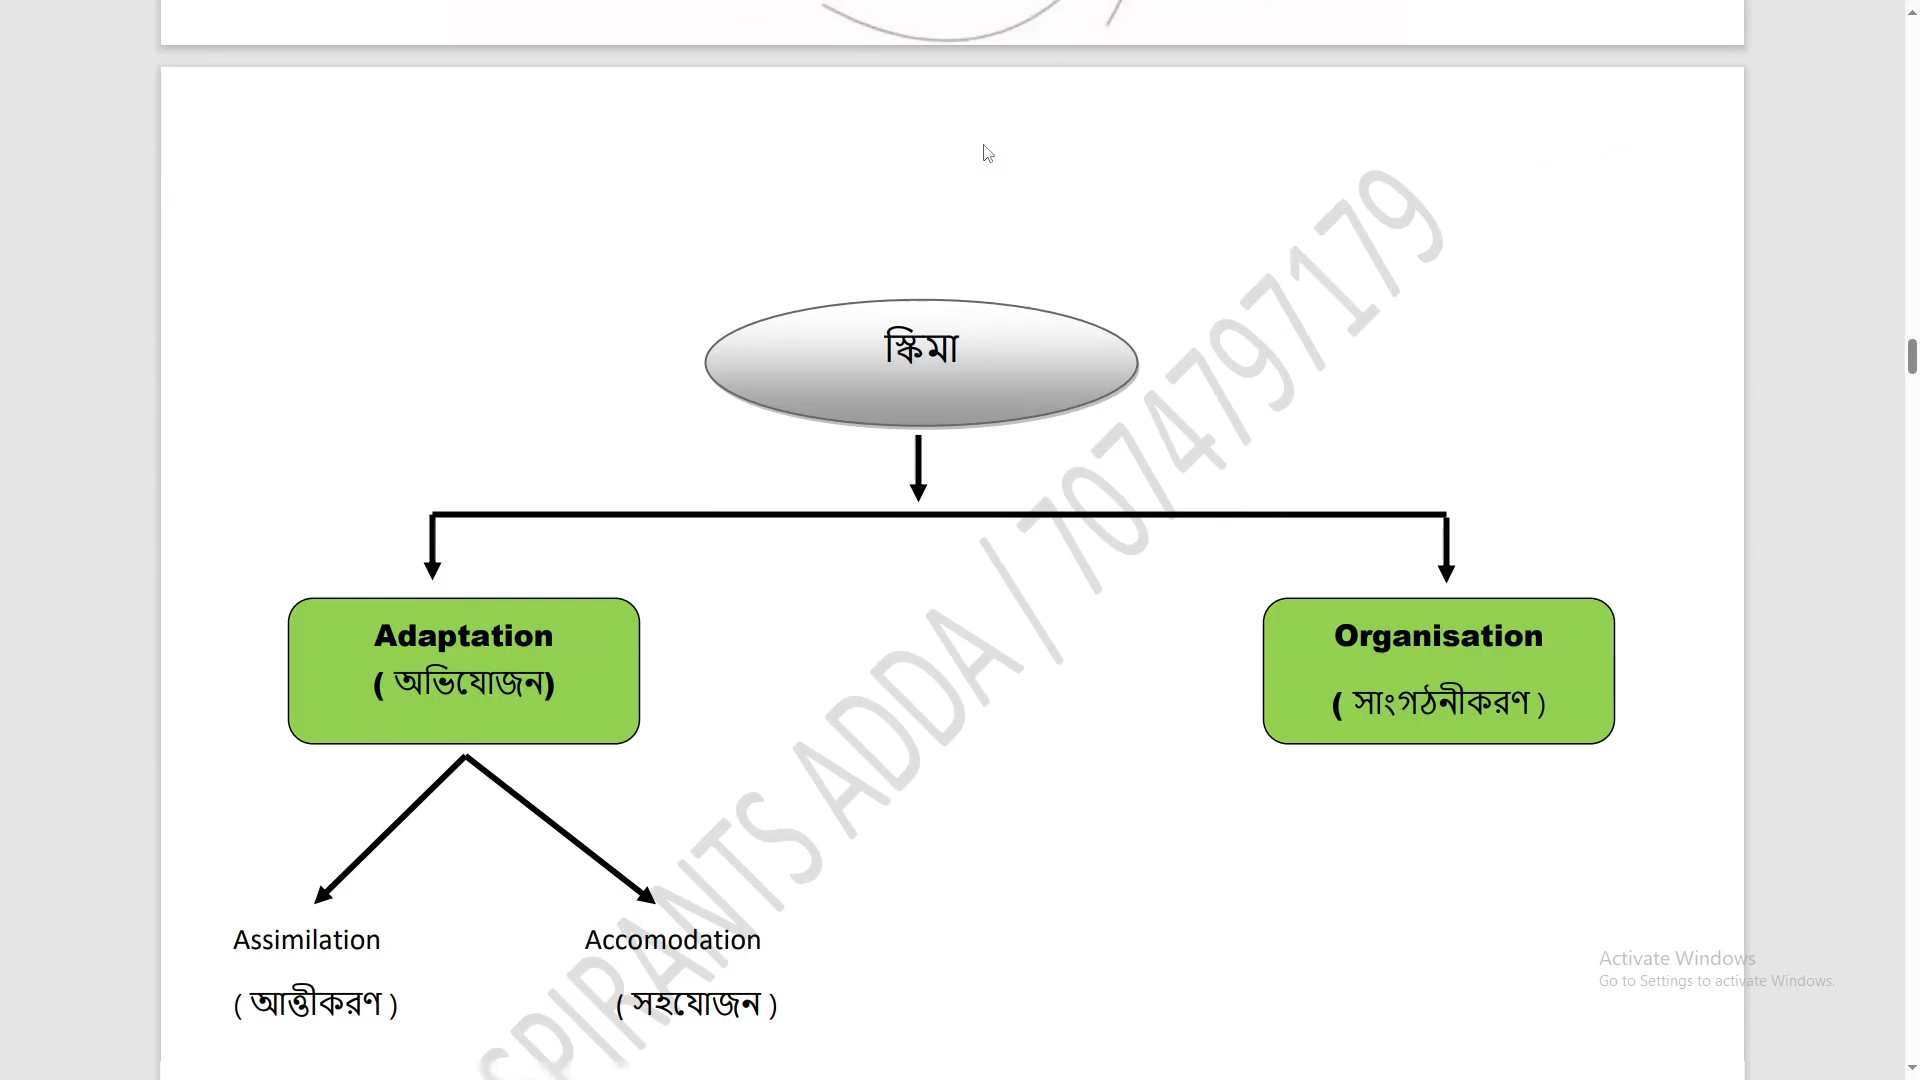 স্কিমা
Adaptation
( অভিযোজন)
Organisation
( সাংগঠনীকরণ )
Assimilation
( আত্তীকরণ )
Accomodation
( সহযোজন )
SPIRANTS ADDA / 7074797179
Activate Windows
Go to Settings to activate Windows.